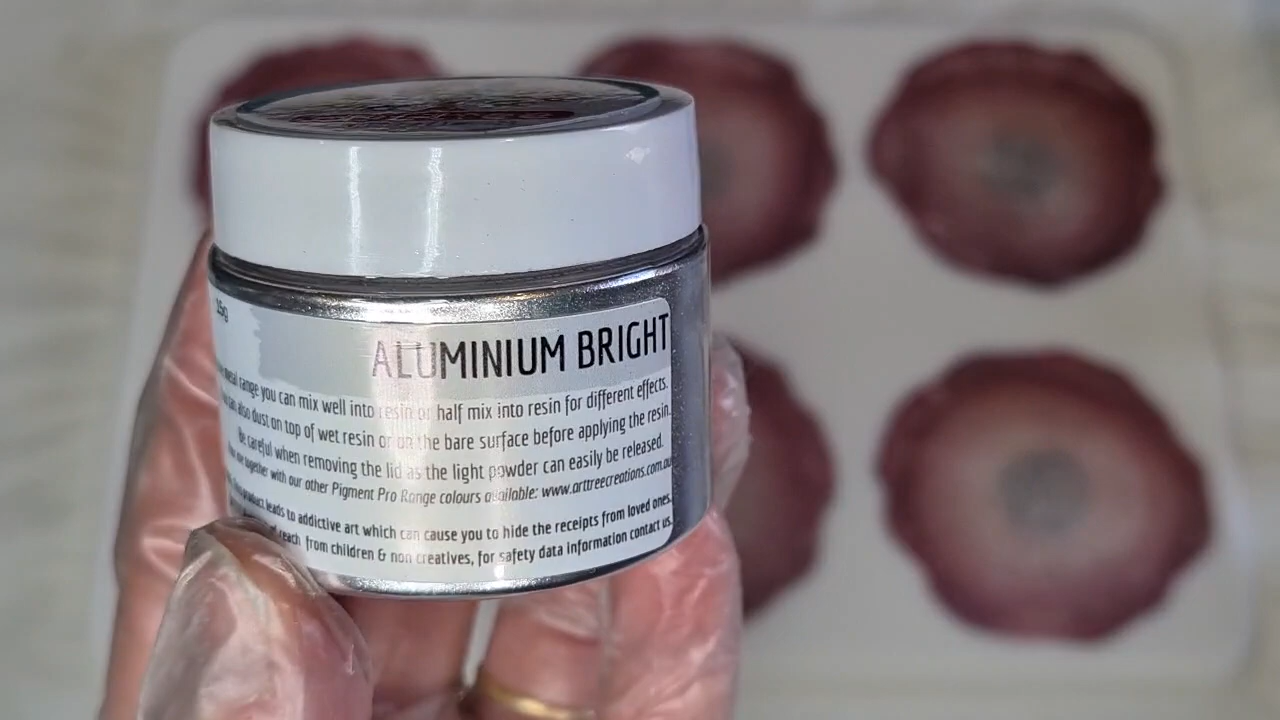 15g
ALUMINIUM BRIGHT
metal range you can mix well into resin or half mix into resin for different effects.
can also dust on top of wet resin or on the bare surface before applying the resin.
Be careful when removing the lid as the light powder can easily be released.
together with our other Pigment Pro Range colours available: www.arttreecreations.com.au
product leads to addictive art which can cause you to hide the receipts from loved ones.
reach from children & non creatives, for safety data information contact us.